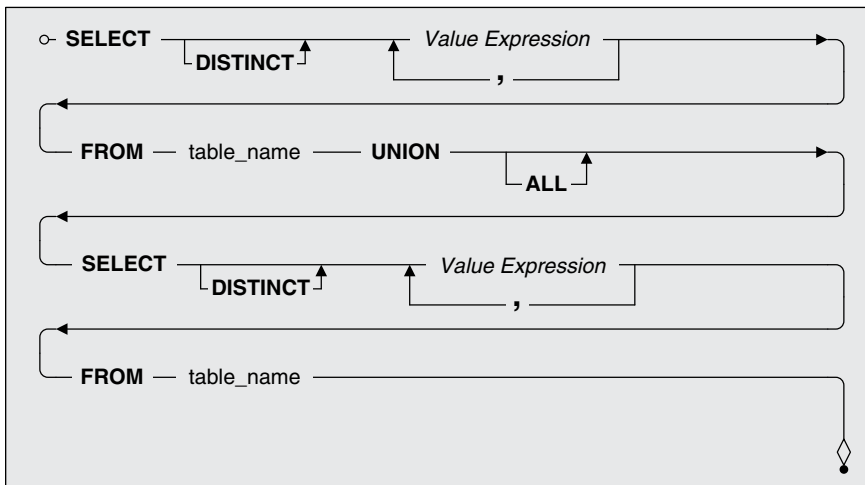 SELECT DISTINCT Value Expression ,
FROM table_name UNION ALL
SELECT DISTINCT Value Expression ,
FROM table_name